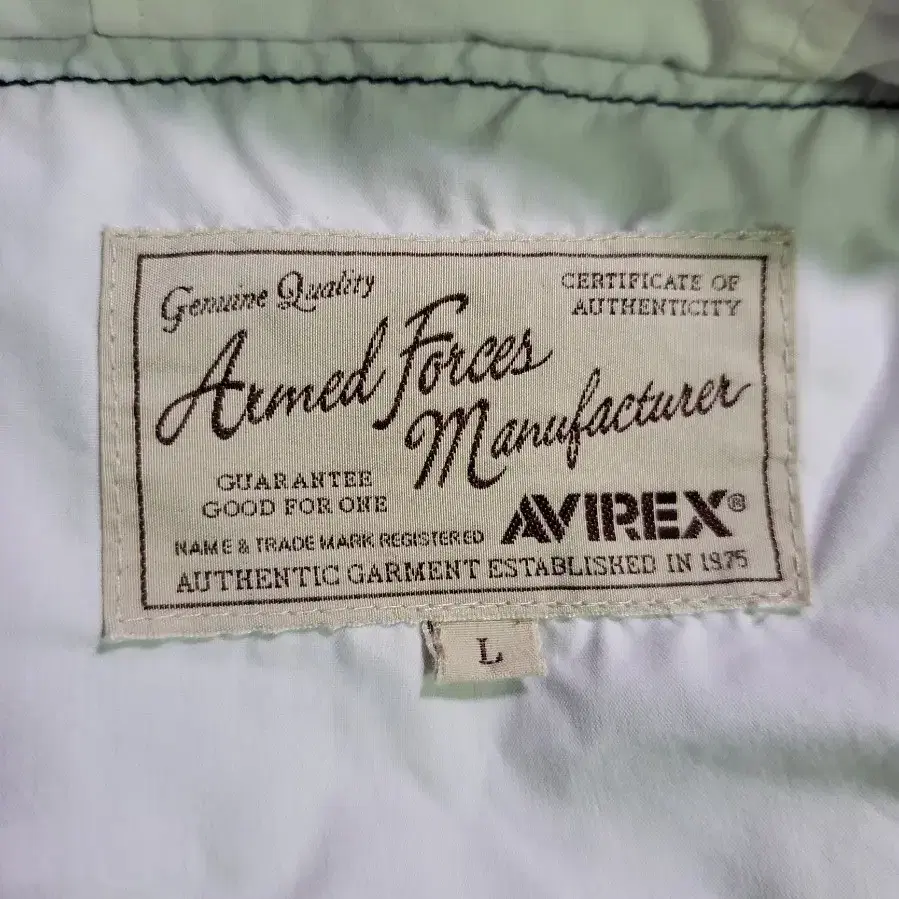 Genuine Quality
CERTIFICATE OF
AUTHENTICITY
Armed Forces
Manufacturer
GUARANTEE
GOOD FOR ONE
NAME & TRADE MARK REGISTERED
AVIREX®
AUTHENTIC GARMENT ESTABLISHED IN 1975
L